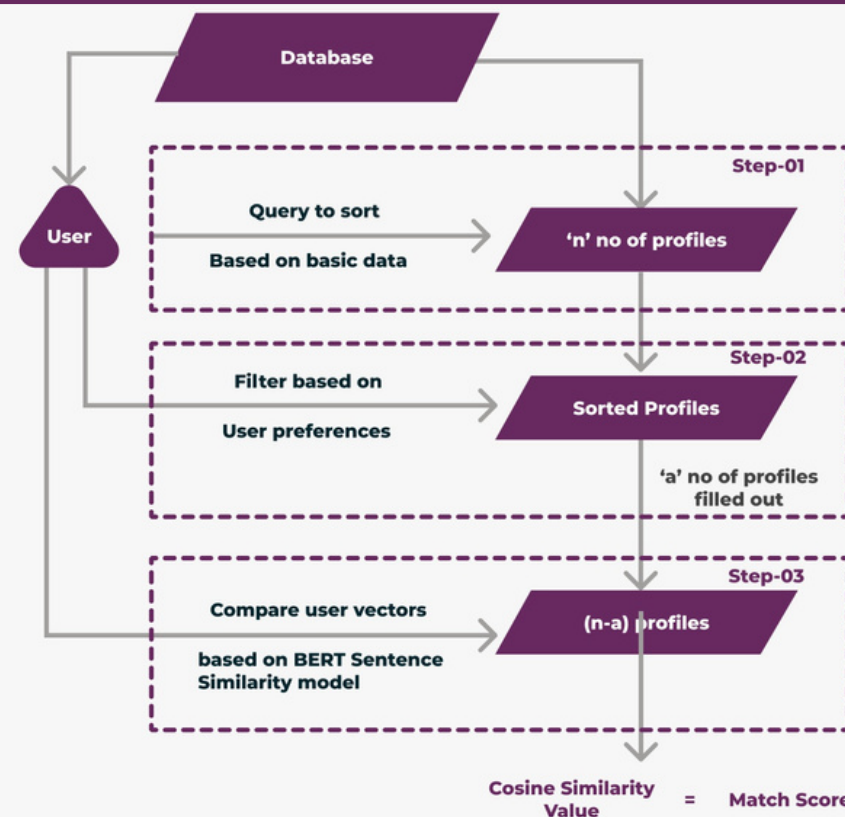 Database
Step-01
User
Query to sort
Based on basic data
‘n’ no of profiles
Step-02
Filter based on
User preferences
Sorted Profiles
‘a’ no of profiles
filled out
Step-03
Compare user vectors
based on BERT Sentence
Similarity model
(n-a) profiles
Cosine Similarity
Value
= Match Score